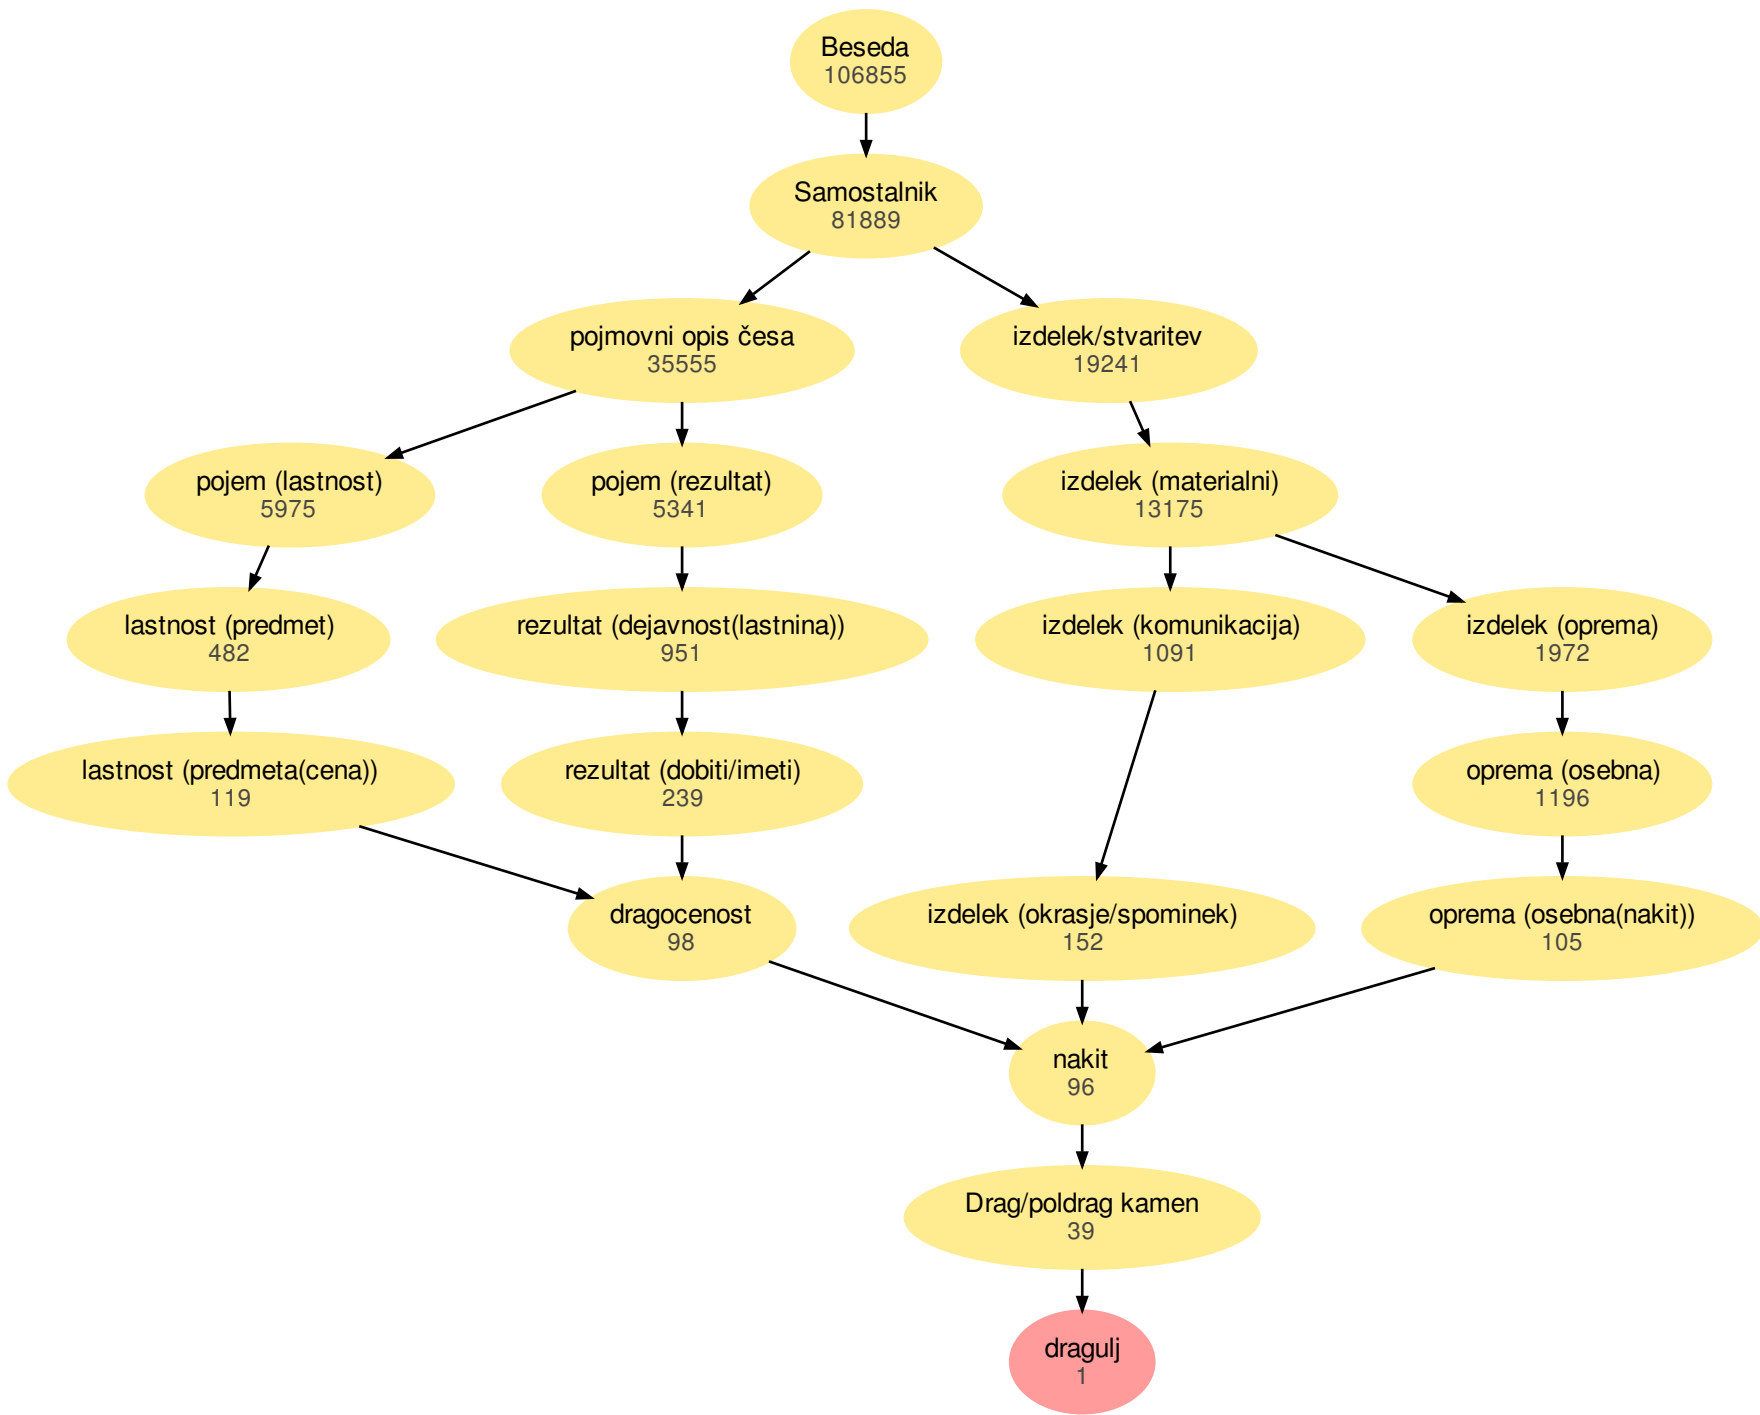 Beseda
106855
Samostalnik
81889
pojmovni opis česa
35555
izdelek/stvaritev
19241
pojem (lastnost)
5975
pojem (rezultat)
5341
izdelek (materialni)
13175
lastnost (predmet)
482
rezultat (dejavnost(lastnina))
951
izdelek (komunikacija)
1091
izdelek (oprema)
1972
lastnost (predmeta(cena))
119
rezultat (dobiti/imeti)
239
oprema (osebna)
1196
dragocenost
98
izdelek (okrasje/spominek)
152
oprema (osebna(nakit))
105
nakit
96
Drag/poldrag kamen
39
dragulj
1